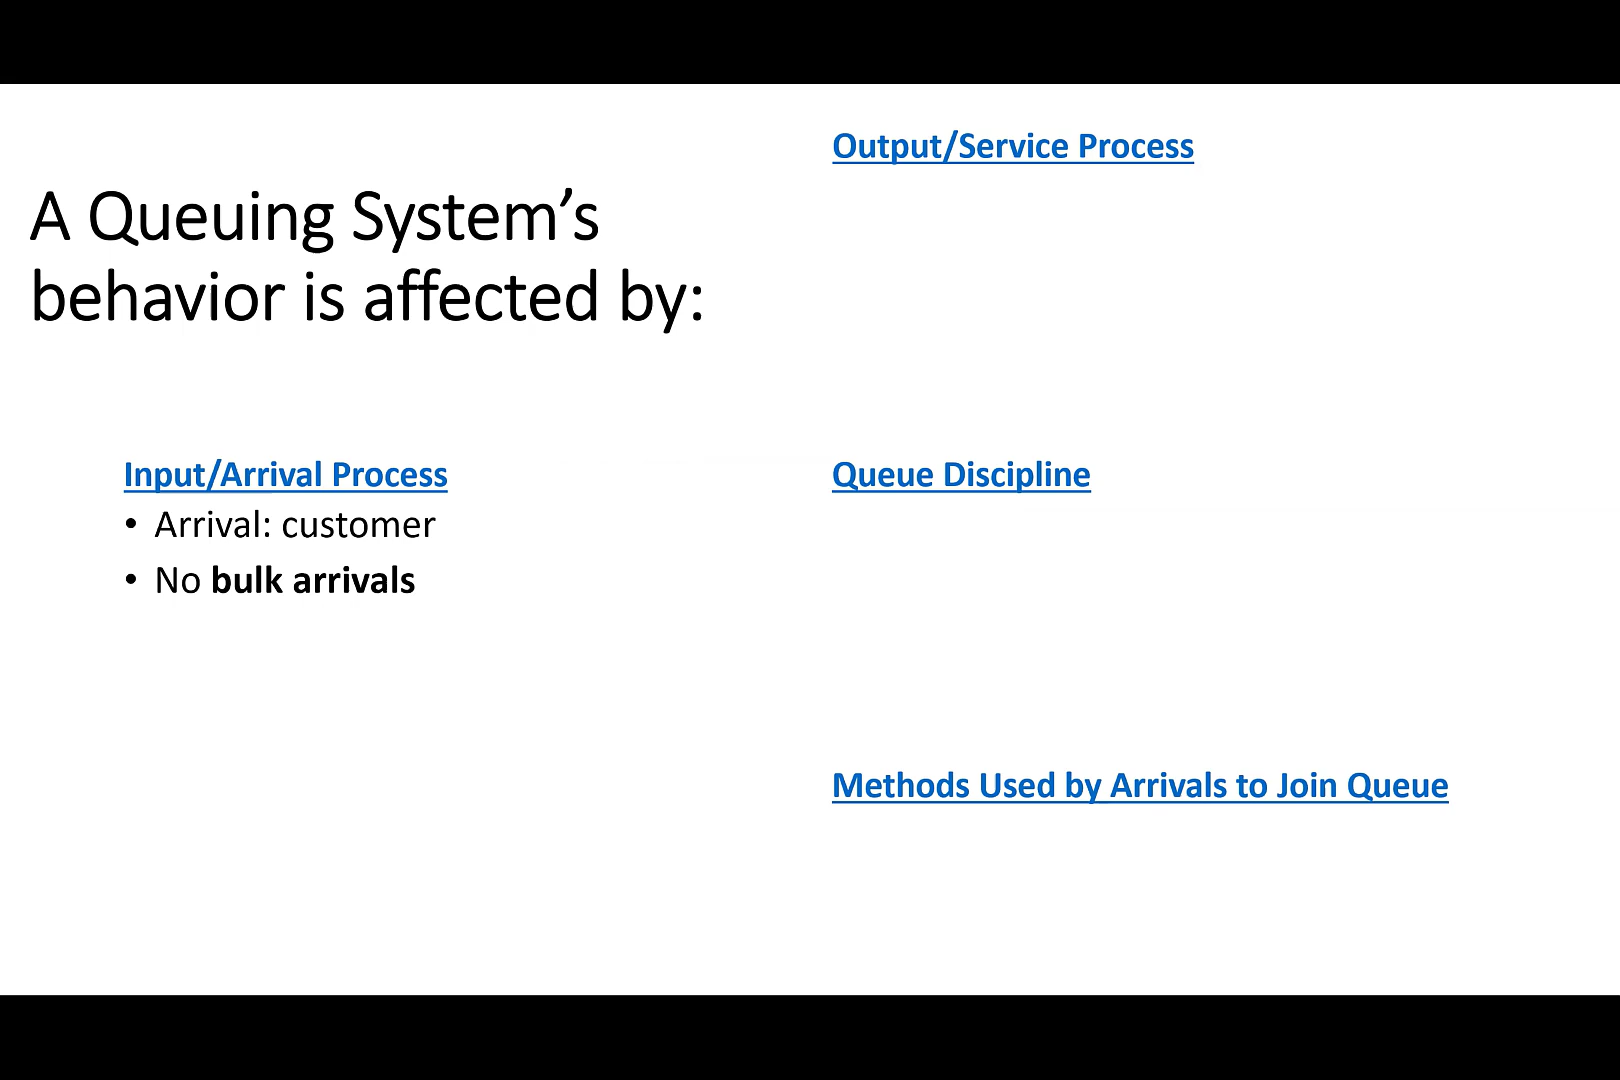 A Queuing System’s
behavior is affected by:
Input/Arrival Process
• Arrival: customer
• No bulk arrivals
Output/Service Process
Queue Discipline
Methods Used by Arrivals to Join Queue